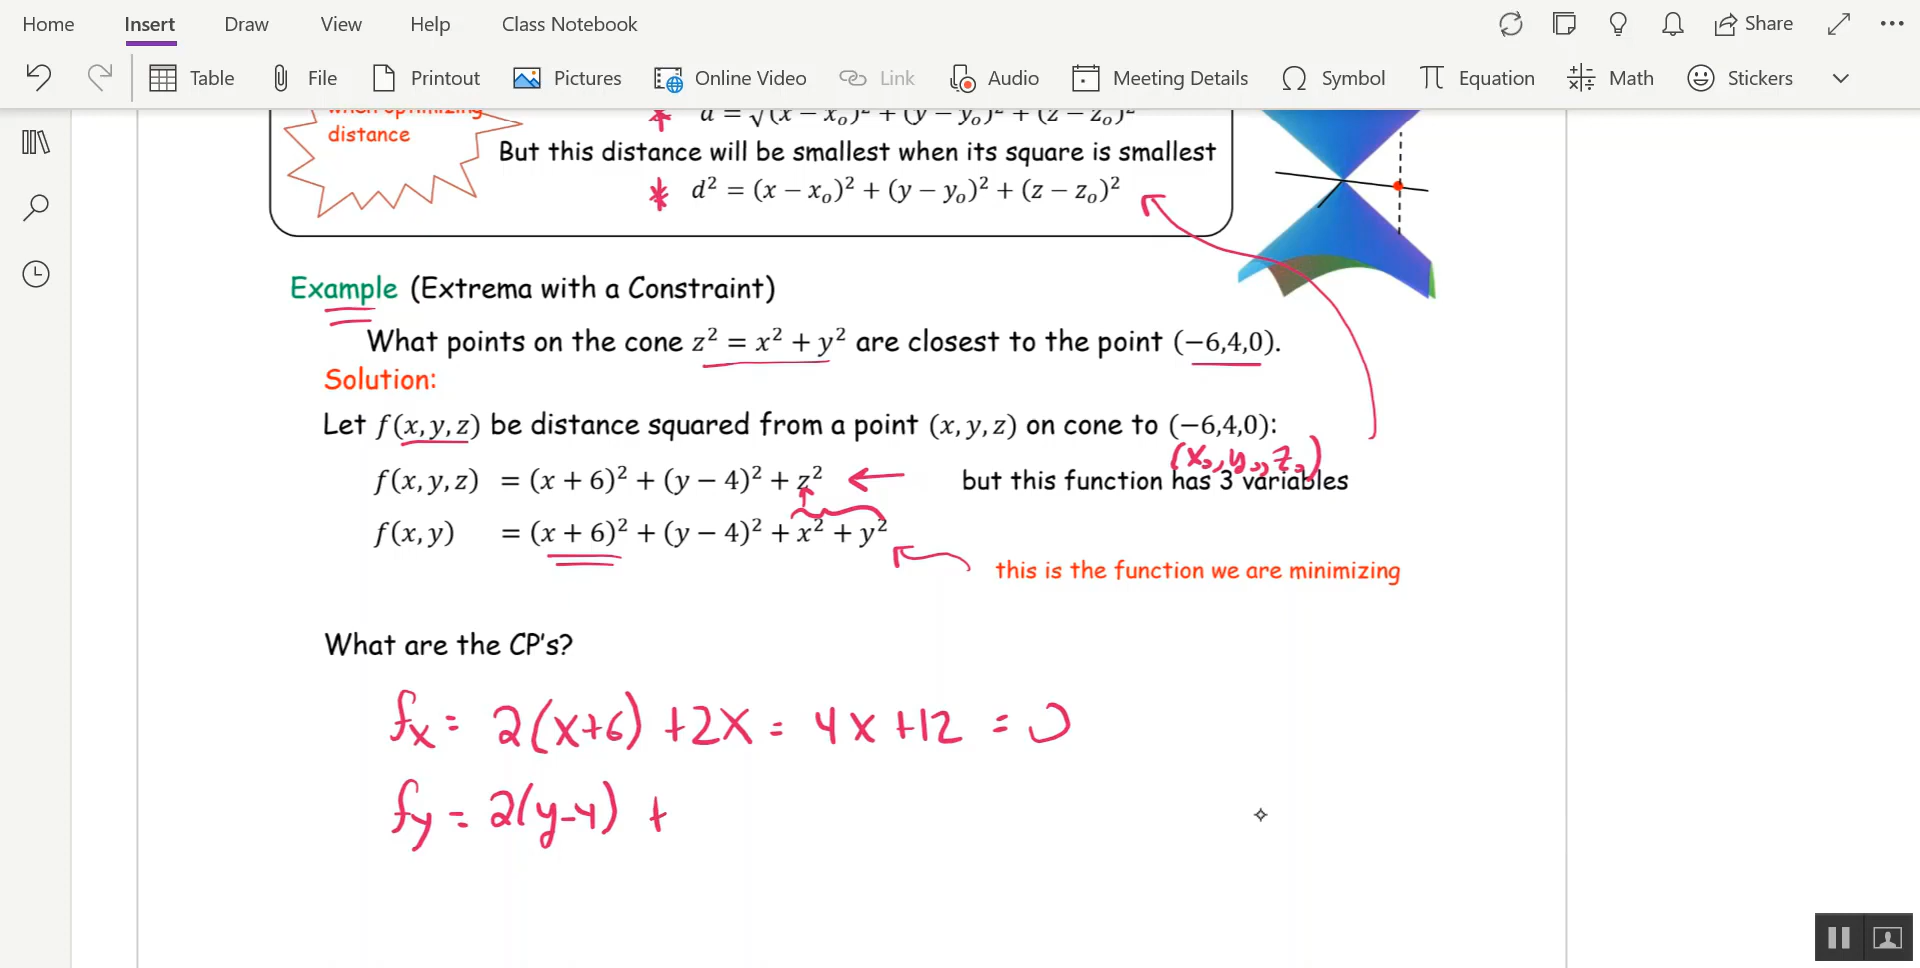 Home Insert Draw View Help Class Notebook Share
Table File Printout Pictures Online Video Link Audio Meeting Details Symbol Equation Math Stickers
when optimizing
distance
* d = √(x − x₀)² + (y − y₀)² + (z − z₀)²
But this distance will be smallest when its square is smallest
* d² = (x − x₀)² + (y − y₀)² + (z − z₀)²
Example (Extrema with a Constraint)
What points on the cone z² = x² + y² are closest to the point (−6,4,0).
Solution:
Let f(x, y, z) be distance squared from a point (x, y, z) on cone to (−6,4,0):
(x₀, y₀, z₀)
f(x, y, z) = (x + 6)² + (y − 4)² + z² but this function has 3 variables
f(x, y) = (x + 6)² + (y − 4)² + x² + y²
this is the function we are minimizing
What are the CP's?
fx = 2(x+6) +2x = 4x +12 = 0
fy = 2(y-4) +